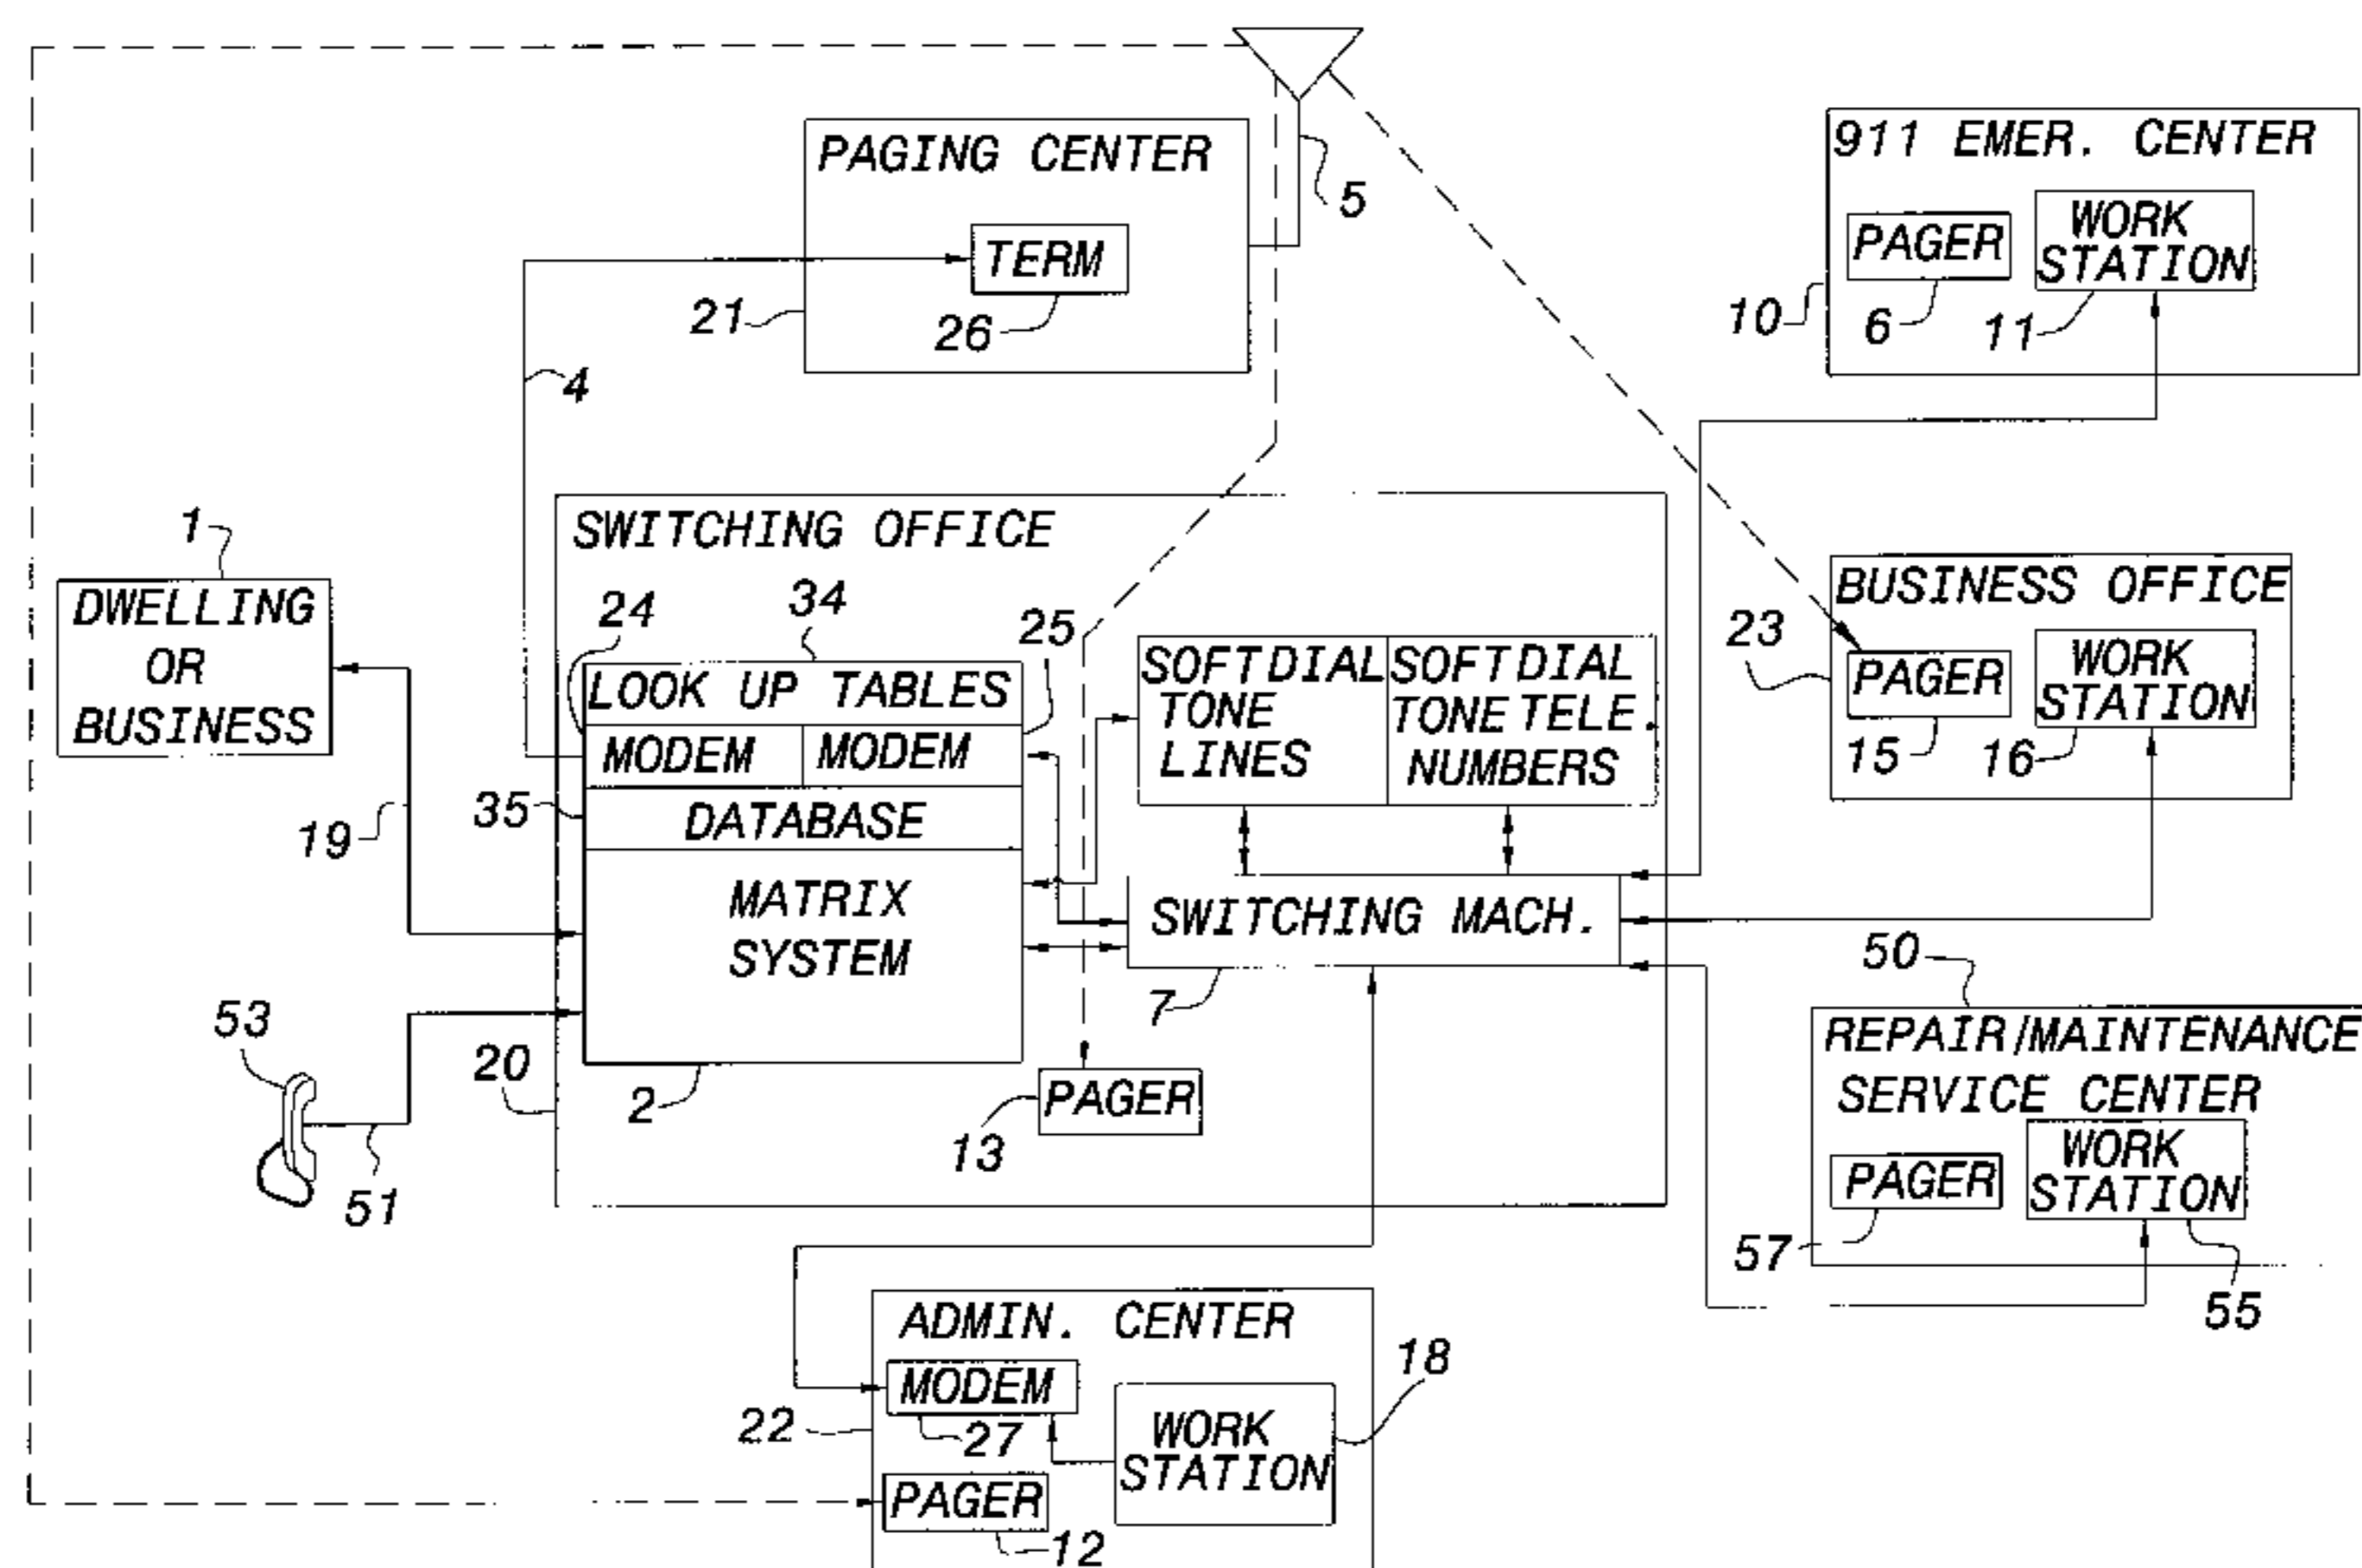 PAGING CENTER
TERM
26
21
4
5
911 EMER. CENTER
PAGER
WORK
STATION
10
6
11
1
DWELLING
OR
BUSINESS
19
SWITCHING OFFICE
24
34
25
LOOK UP TABLES
MODEM
MODEM
35
DATABASE
MATRIX
SYSTEM
2
20
SOFT DIAL
TONE
LINES
SOFT DIAL
TONE TELE.
NUMBERS
SWITCHING MACH.
7
PAGER
13
53
51
BUSINESS OFFICE
23
PAGER
WORK
STATION
15
16
50
REPAIR/MAINTENANCE
SERVICE CENTER
PAGER
WORK
STATION
57
55
ADMIN. CENTER
MODEM
27
22
WORK
STATION
18
PAGER
12